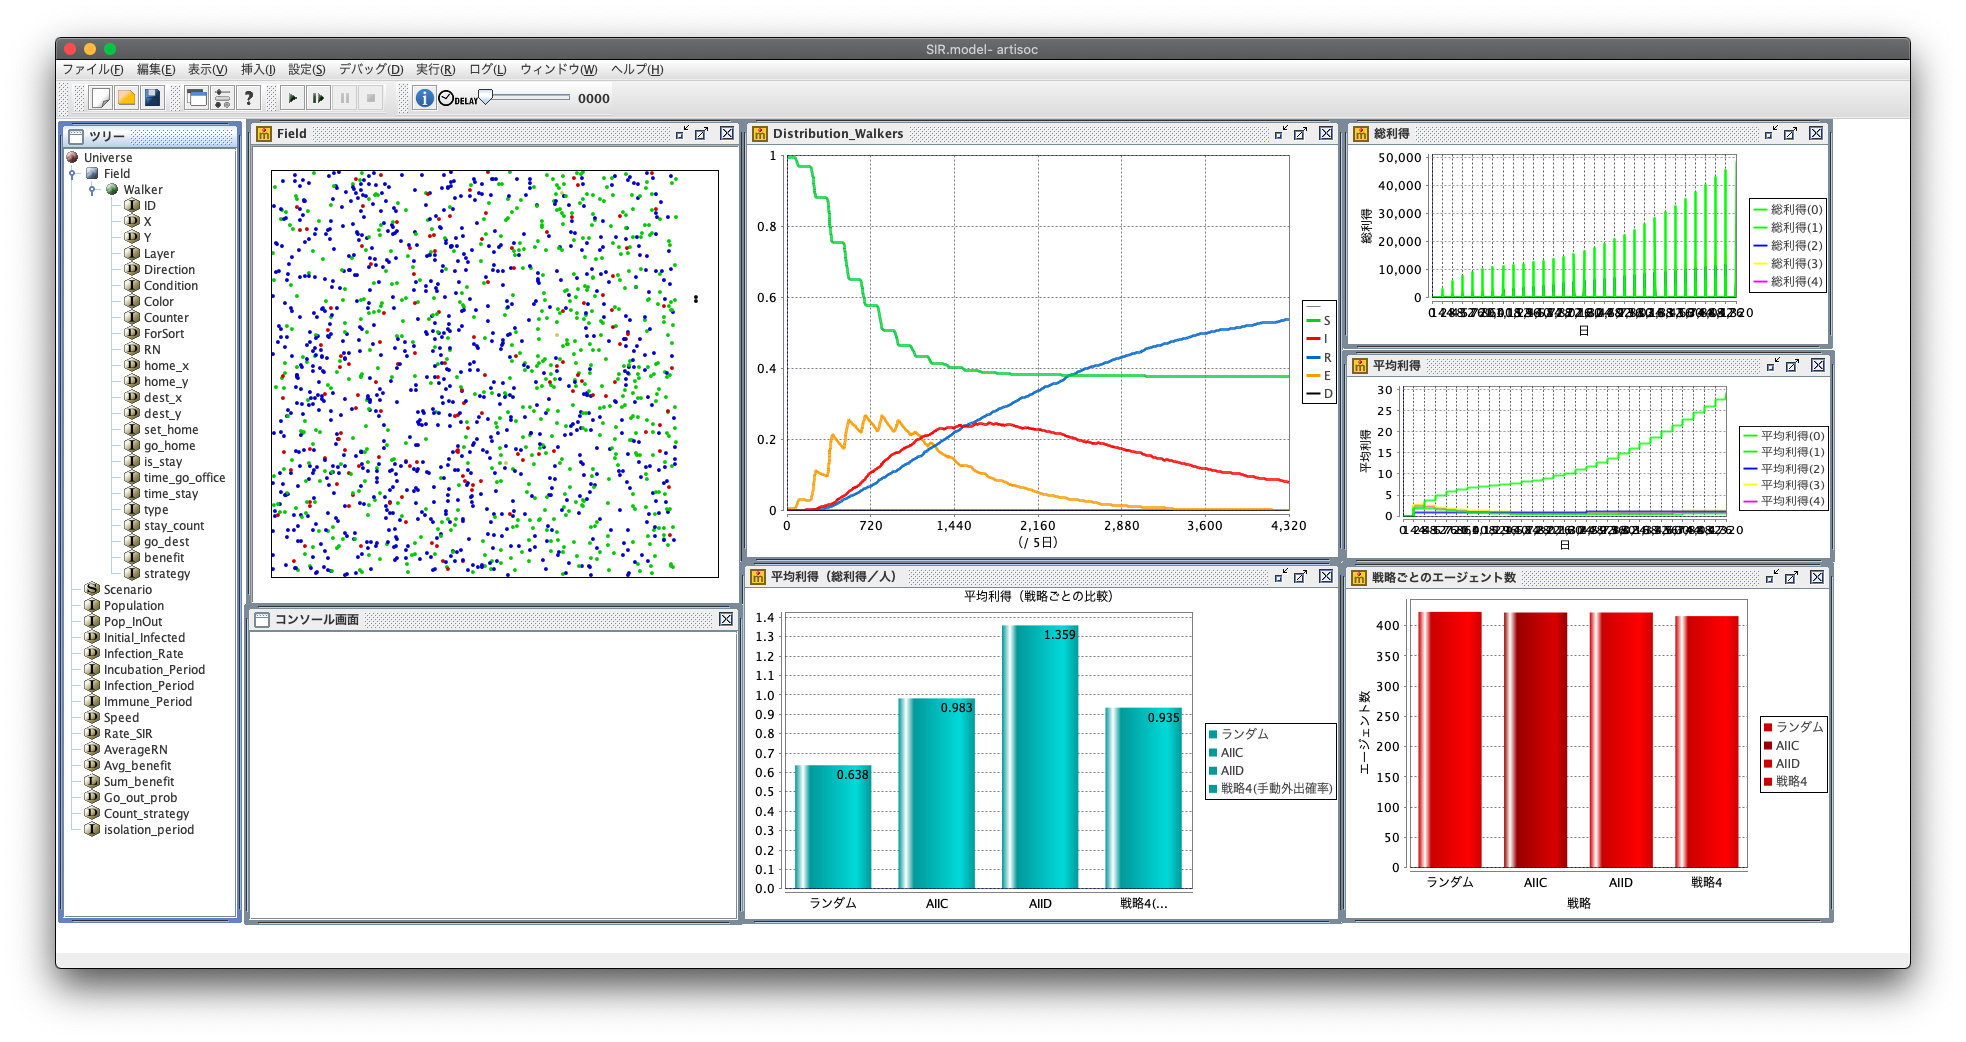 SIR.model- artisoc
ファイル(F) 編集(E) 表示(V) 挿入(I) 設定(S) デバッグ(D) 実行(R) ログ(L) ウィンドウ(W) ヘルプ(H)
DELAY 0000
ツリー
Universe
Field
Walker
ID
X
Y
Layer
Direction
Condition
Color
Counter
ForSort
RN
home_x
home_y
dest_x
dest_y
set_home
go_home
is_stay
time_go_office
time_stay
type
stay_count
go_dest
benefit
strategy
Scenario
Population
Pop_InOut
Initial_Infected
Infection_Rate
Incubation_Period
Infection_Period
Immune_Period
Speed
Rate_SIR
AverageRN
Avg_benefit
Sum_benefit
Go_out_prob
Count_strategy
isolation_period
Field
コンソール画面
Distribution_Walkers
1
0.8
0.6
0.4
0.2
0
0 720 1,440 2,160 2,880 3,600 4,320
(/ 5日)
S
I
R
E
D
平均利得（総利得／人）
平均利得（戦略ごとの比較）
1.4
1.3
1.2
1.1
1.0
0.9
0.8
0.7
0.6
0.5
0.4
0.3
0.2
0.1
0.0
0.638
0.983
1.359
0.935
ランダム AllC AllD 戦略4(...
ランダム
AllC
AllD
戦略4(手動外出確率)
総利得
50,000
40,000
30,000
20,000
10,000
0
総利得
日
総利得(0)
総利得(1)
総利得(2)
総利得(3)
総利得(4)
平均利得
30
25
20
15
10
5
0
平均利得
日
平均利得(0)
平均利得(1)
平均利得(2)
平均利得(3)
平均利得(4)
戦略ごとのエージェント数
400
350
300
250
200
150
100
50
0
エージェント数
ランダム AllC AllD 戦略4
戦略
ランダム
AllC
AllD
戦略4